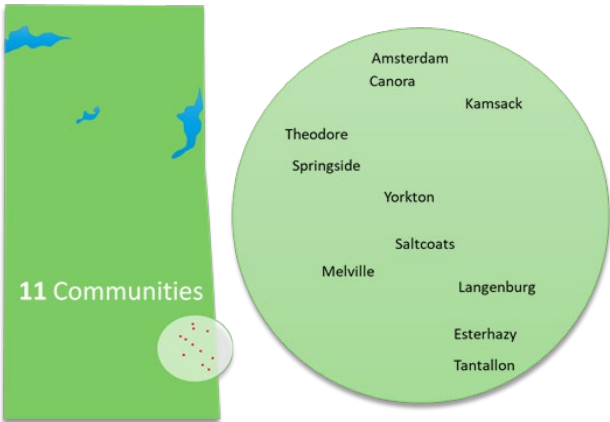 11 Communities
Amsterdam
Canora
Kamsack
Theodore
Springside
Yorkton
Saltcoats
Melville
Langenburg
Esterhazy
Tantallon